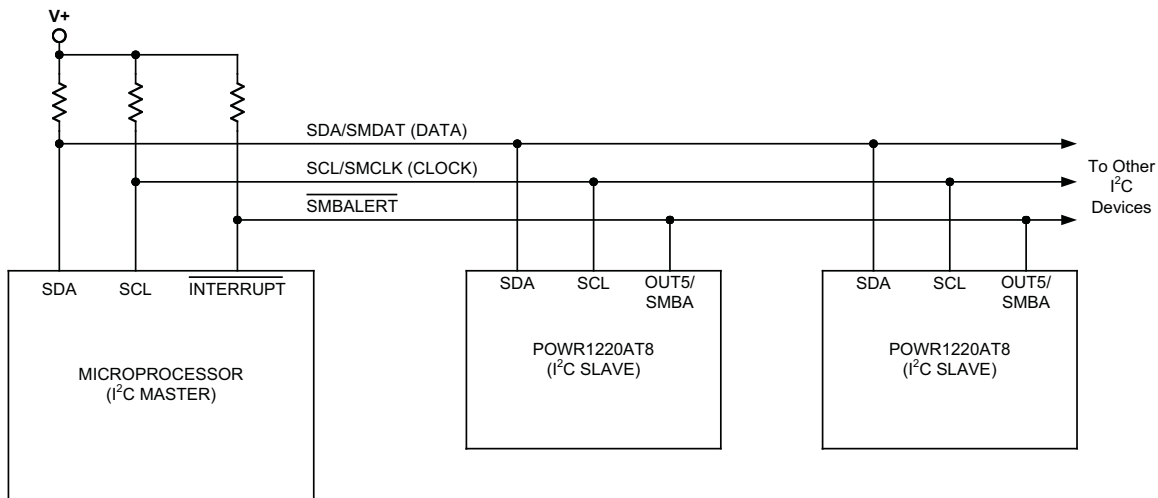 V+
SDA/SMDAT (DATA)
SCL/SMCLK (CLOCK)
SMBALERT
To Other
I²C
Devices
SDA SCL INTERRUPT
MICROPROCESSOR
(I²C MASTER)
SDA SCL OUT5/
SMBA
POWR1220AT8
(I²C SLAVE)
SDA SCL OUT5/
SMBA
POWR1220AT8
(I²C SLAVE)